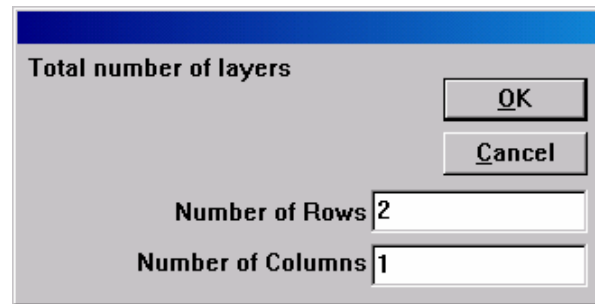 Total number of layers
OK
Cancel
Number of Rows 2
Number of Columns 1